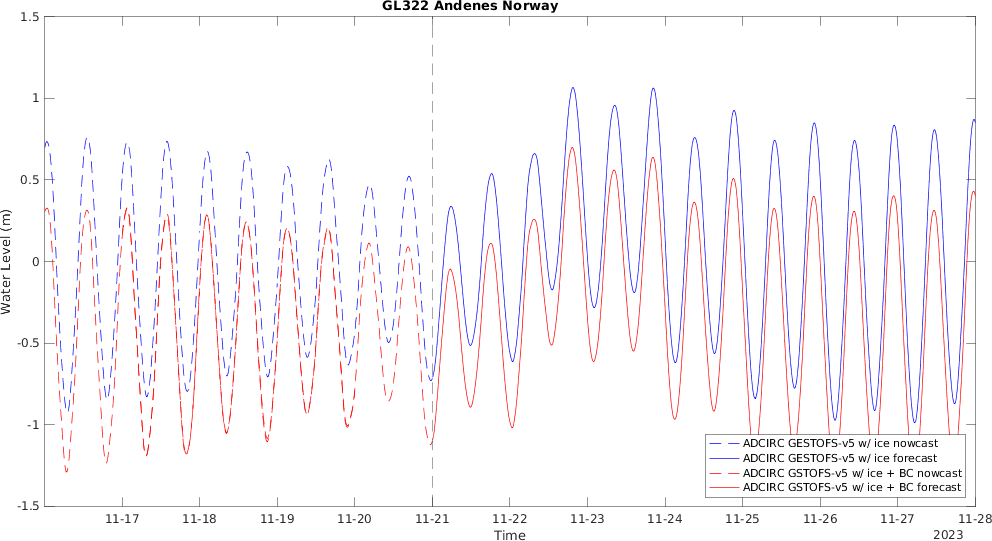 GL322 Andenes Norway
Water Level (m)
1.5
1
0.5
0
-0.5
-1
-1.5
11-17
11-18
11-19
11-20
11-21
11-22
11-23
11-24
11-25
11-26
11-27
11-28
Time
2023
ADCIRC GESTOFS-v5 w/ ice nowcast
ADCIRC GESTOFS-v5 w/ ice forecast
ADCIRC GSTOFS-v5 w/ ice + BC nowcast
ADCIRC GSTOFS-v5 w/ ice + BC forecast